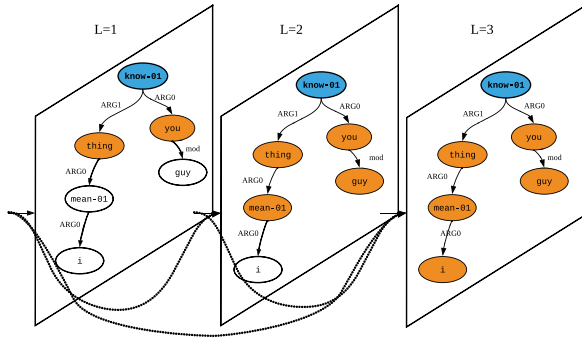 L=1
L=2
L=3
know-01
know-01
know-01
ARG1
ARG0
ARG1
ARG0
ARG1
ARG0
you
you
you
thing
thing
thing
mod
mod
mod
ARG0
ARG0
ARG0
guy
guy
guy
mean-01
mean-01
mean-01
ARG0
ARG0
ARG0
i
i
i